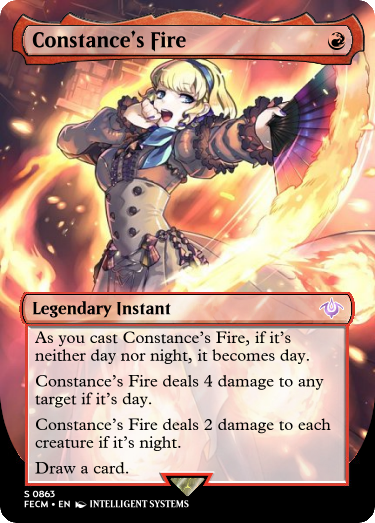 Constance's Fire
Legendary Instant
As you cast Constance's Fire, if it's
neither day nor night, it becomes day.
Constance's Fire deals 4 damage to any
target if it's day.
Constance's Fire deals 2 damage to each
creature if it's night.
Draw a card.
S 0863
FECM • EN INTELLIGENT SYSTEMS